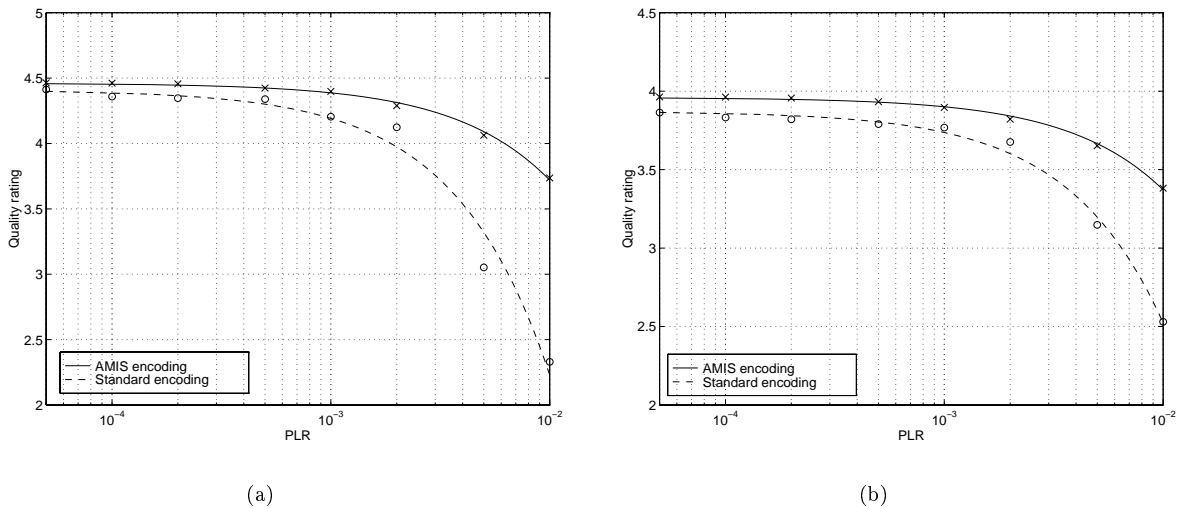 5
4.5
4
3.5
3
2.5
2
Quality rating
AMIS encoding
Standard encoding
10−4
10−3
10−2
PLR
(a)
4.5
4
3.5
3
2.5
2
Quality rating
AMIS encoding
Standard encoding
10−4
10−3
10−2
PLR
(b)